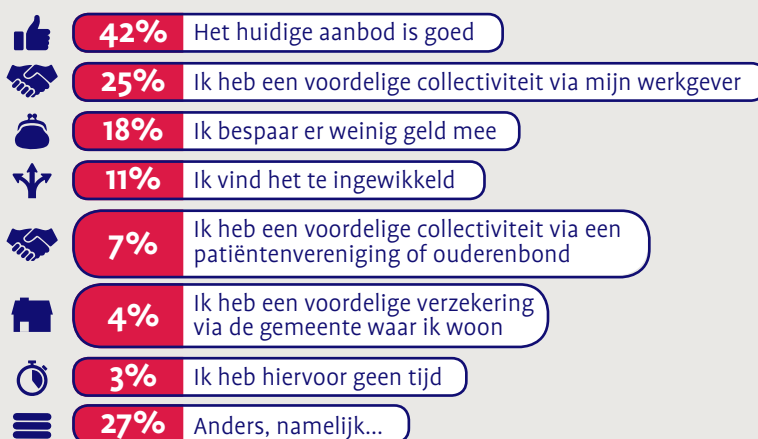 42% Het huidige aanbod is goed
25% Ik heb een voordelige collectiviteit via mijn werkgever
18% Ik bespaar er weinig geld mee
11% Ik vind het te ingewikkeld
7% Ik heb een voordelige collectiviteit via een
patiëntenvereniging of ouderenbond
4% Ik heb een voordelige verzekering
via de gemeente waar ik woon
3% Ik heb hiervoor geen tijd
27% Anders, namelijk...